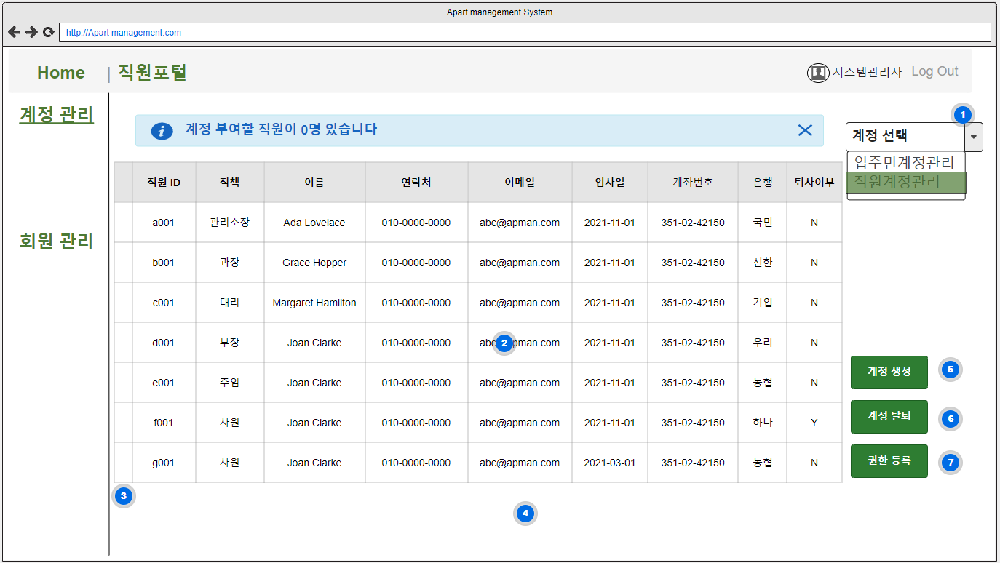 Apart management System
http://Apart management.com
Home | 직원포털 시스템관리자 Log Out
계정 관리
회원 관리
계정 부여할 직원이 0명 있습니다
1
계정 선택
입주민계정관리
직원계정관리
직원 ID 직책 이름 연락처 이메일 입사일 계좌번호 은행 퇴사여부
a001 관리소장 Ada Lovelace 010-0000-0000 abc@apman.com 2021-11-01 351-02-42150 국민 N
b001 과장 Grace Hopper 010-0000-0000 abc@apman.com 2021-11-01 351-02-42150 신한 N
c001 대리 Margaret Hamilton 010-0000-0000 abc@apman.com 2021-11-01 351-02-42150 기업 N
d001 부장 Joan Clarke 010-0000-0000 abc 2 pman.com 2021-11-01 351-02-42150 우리 N
e001 주임 Joan Clarke 010-0000-0000 abc@apman.com 2021-11-01 351-02-42150 농협 N
f001 사원 Joan Clarke 010-0000-0000 abc@apman.com 2021-11-01 351-02-42150 하나 Y
g001 사원 Joan Clarke 010-0000-0000 abc@apman.com 2021-03-01 351-02-42150 농협 N
계정 생성 5
계정 탈퇴 6
권한 등록 7
3
4